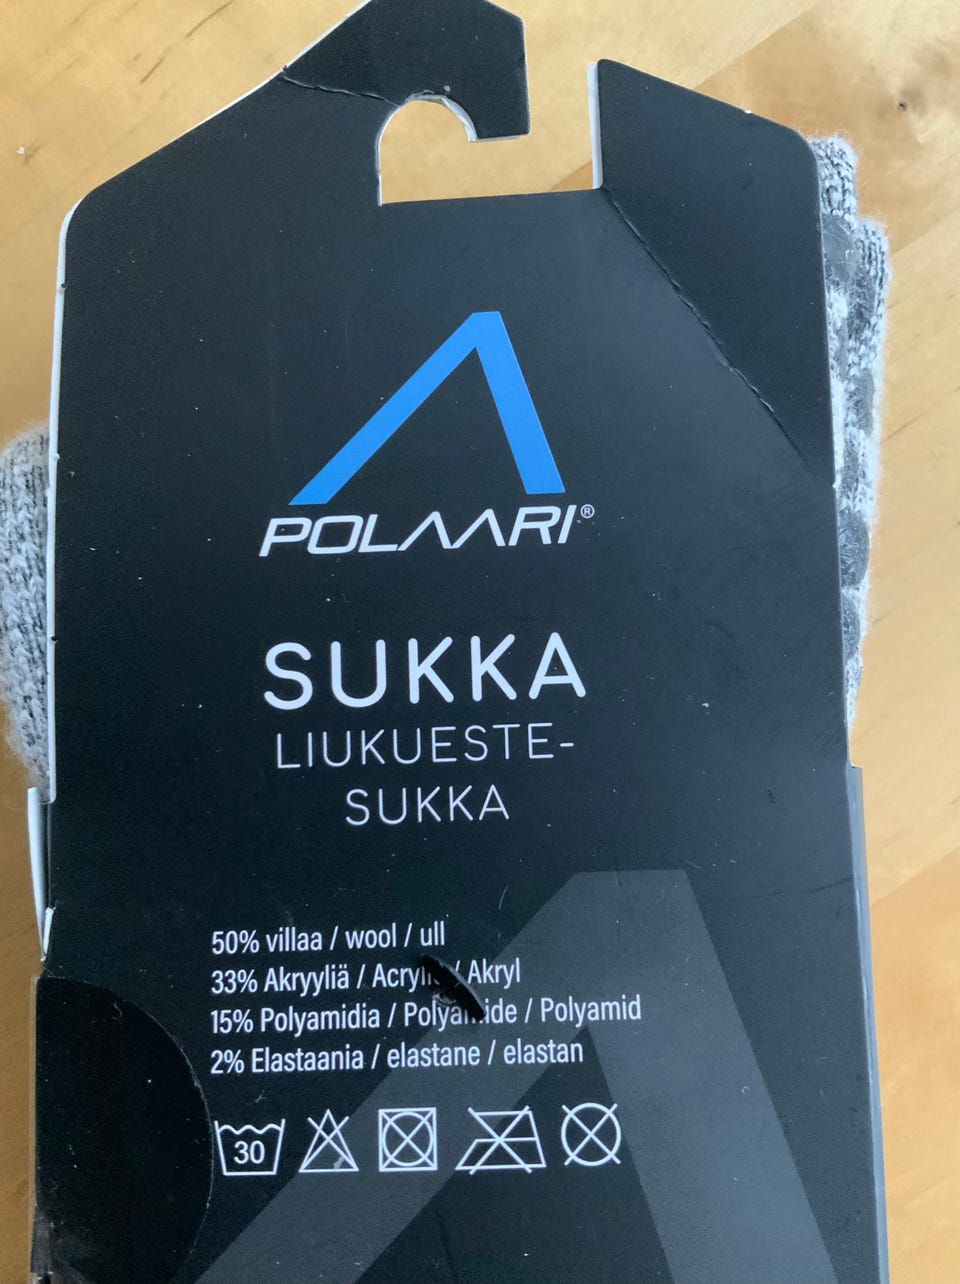 POLAARI®
SUKKA
LIUKUESTE-
SUKKA
50% villaa / wool / ull
33% Akryyliä / / Akryl
15% Polyamidia / / Polyamid
2% Elastaania / elastane / elastan
30